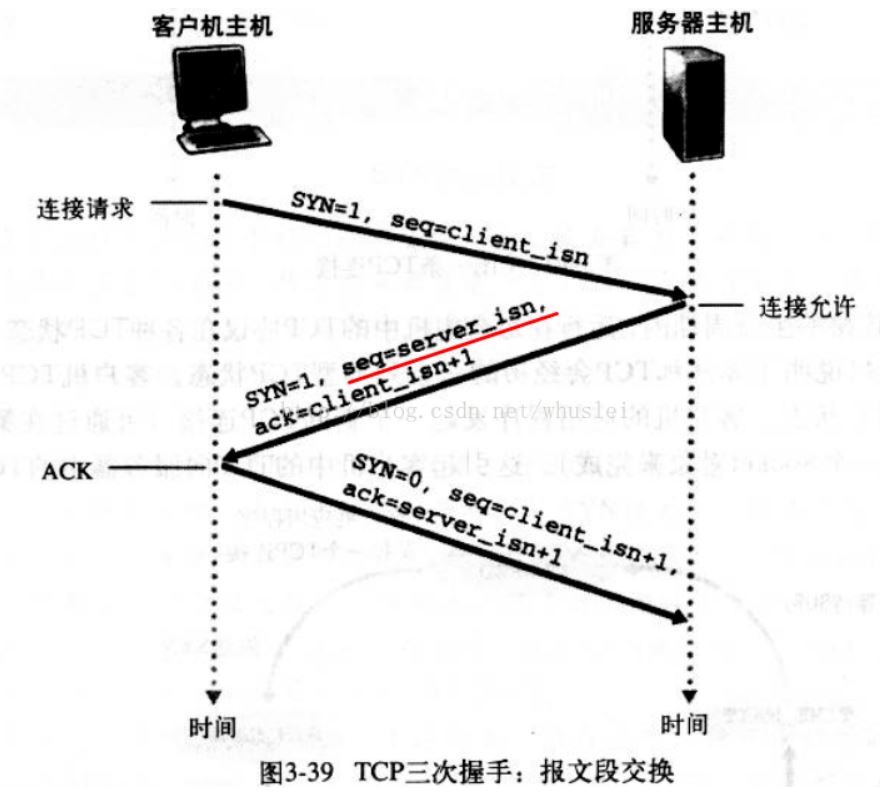 客户机主机
服务器主机
连接请求
SYN=1, seq=client_isn
连接允许
SYN=1, seq=server_isn,
ack=client_isn+1
http://blog.csdn.net/whuslei
ACK
SYN=0, seq=client_isn+1,
ack=server_isn+1
时间
时间
图3-39 TCP三次握手：报文段交换